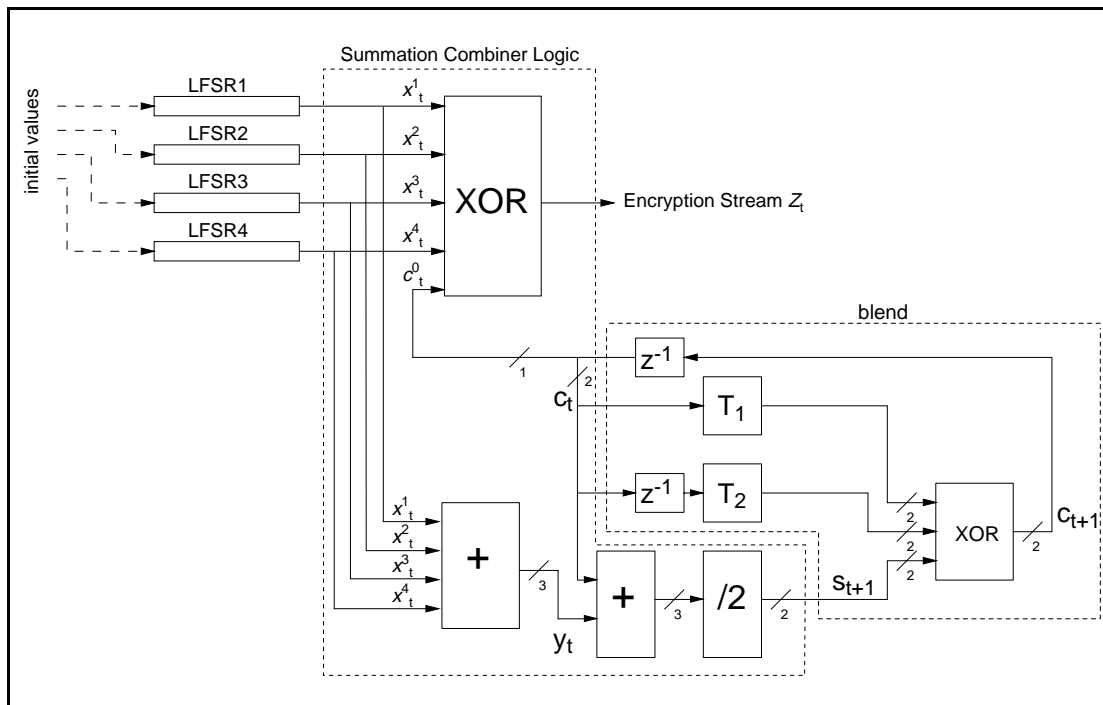 Summation Combiner Logic
initial values
LFSR1
LFSR2
LFSR3
LFSR4
x¹ₜ
x²ₜ
x³ₜ
x⁴ₜ
c⁰ₜ
XOR
Encryption Stream Zₜ
blend
z⁻¹
1
2
cₜ
T₁
z⁻¹
T₂
2
2
2
XOR
2
cₜ₊₁
x¹ₜ
x²ₜ
x³ₜ
x⁴ₜ
+
3
yₜ
+
3
/2
2
sₜ₊₁